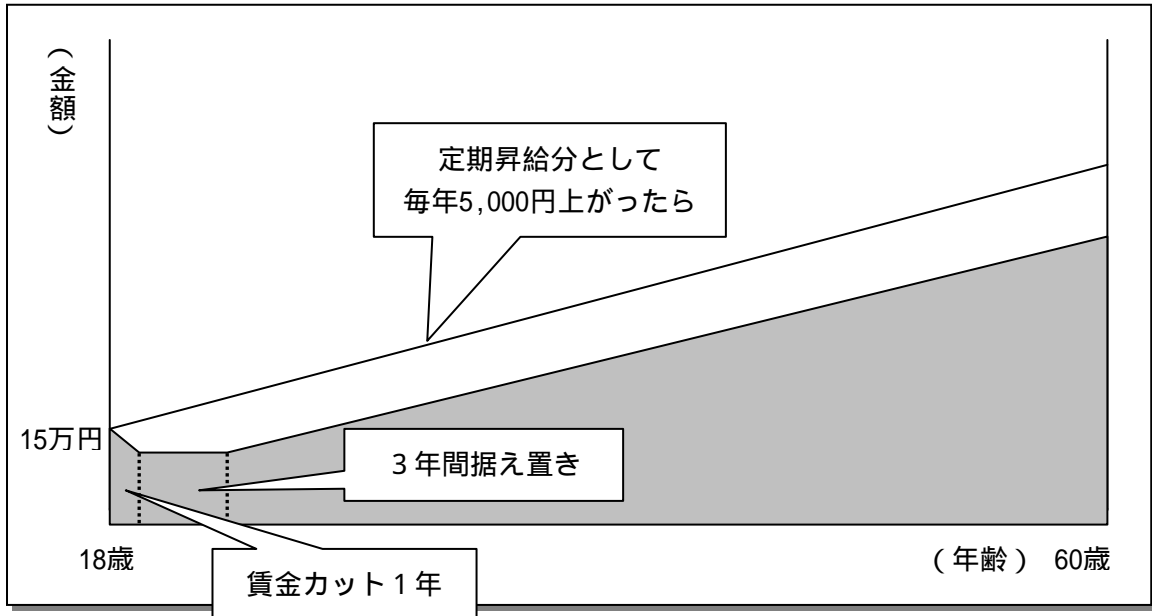 (金額)
定期昇給分として
毎年5,000円上がったら
15万円
3年間据え置き
18歳
(年齢) 60歳
賃金カット1年